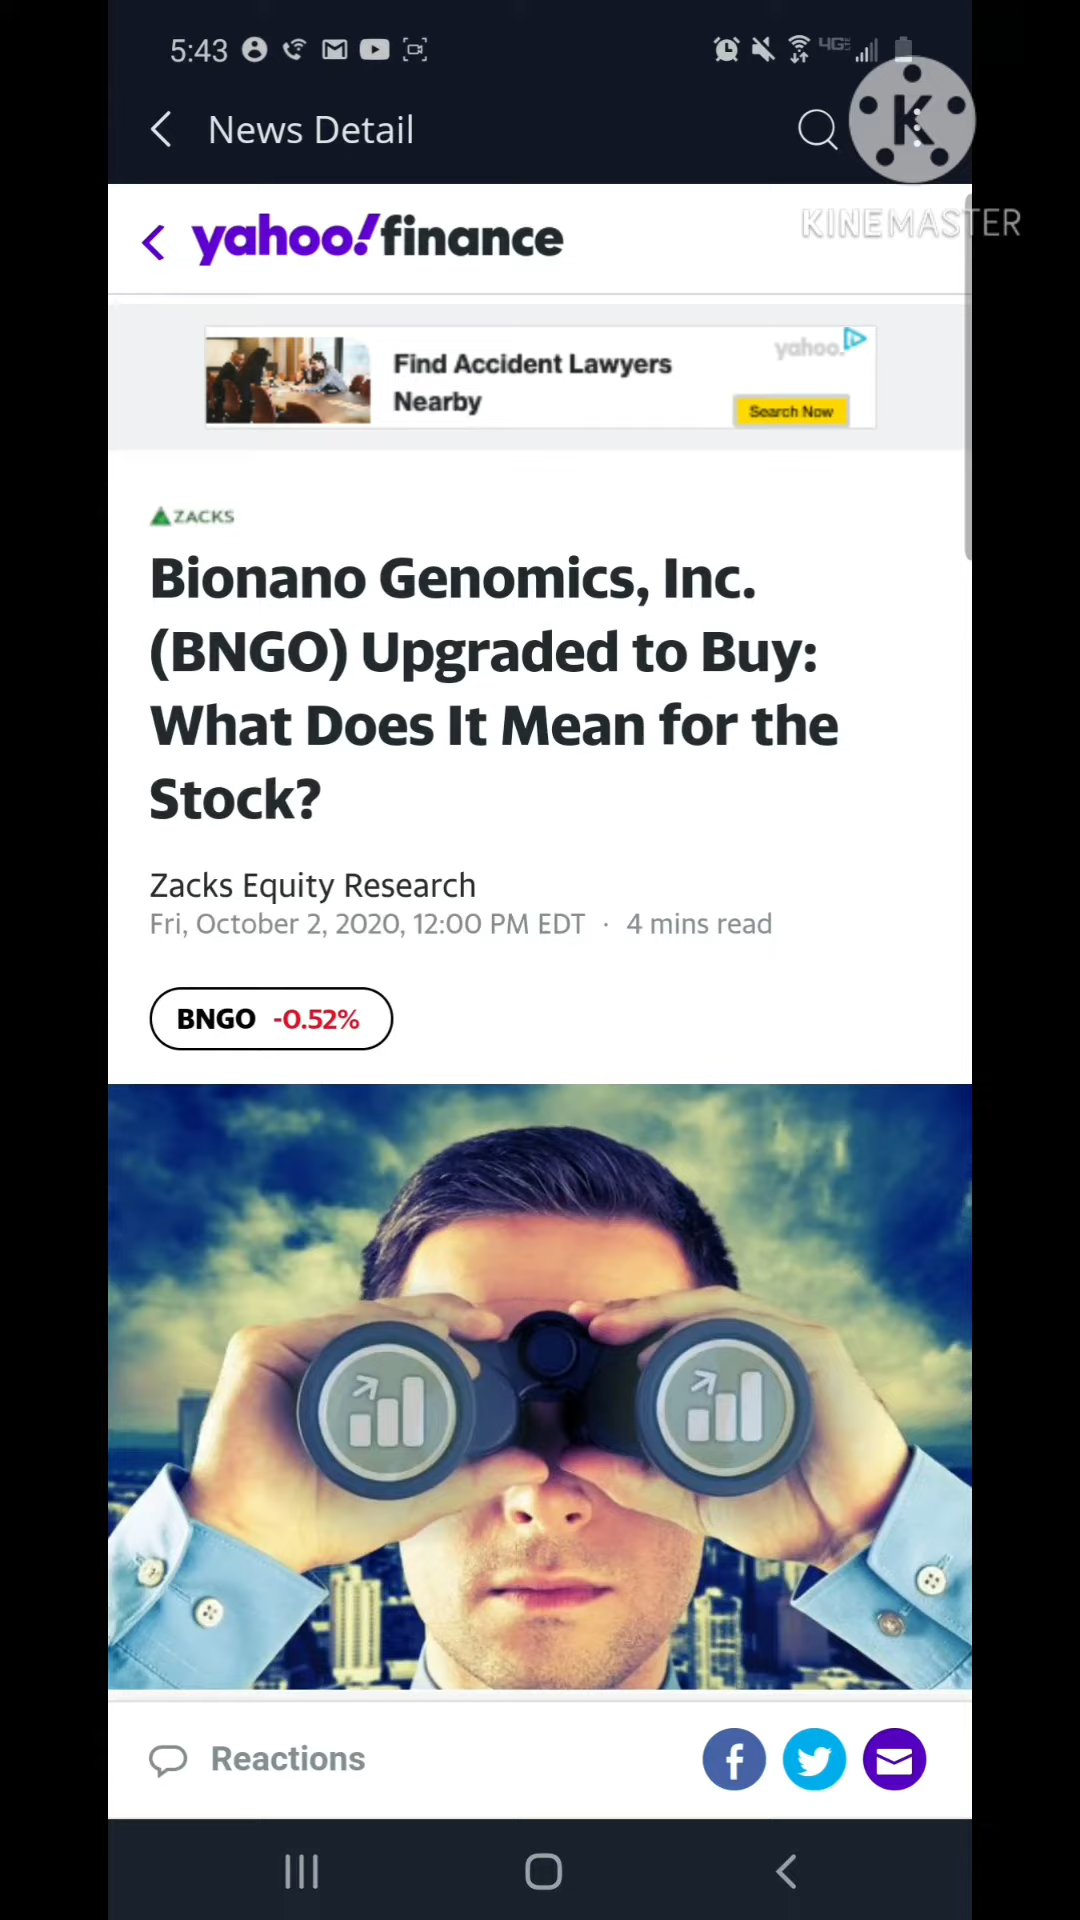 5:43
4G
News Detail
K
KINEMASTER
yahoo!finance
Find Accident Lawyers
Nearby
yahoo!
Search Now
ZACKS
Bionano Genomics, Inc.
(BNGO) Upgraded to Buy:
What Does It Mean for the
Stock?
Zacks Equity Research
Fri, October 2, 2020, 12:00 PM EDT · 4 mins read
BNGO -0.52%
Reactions